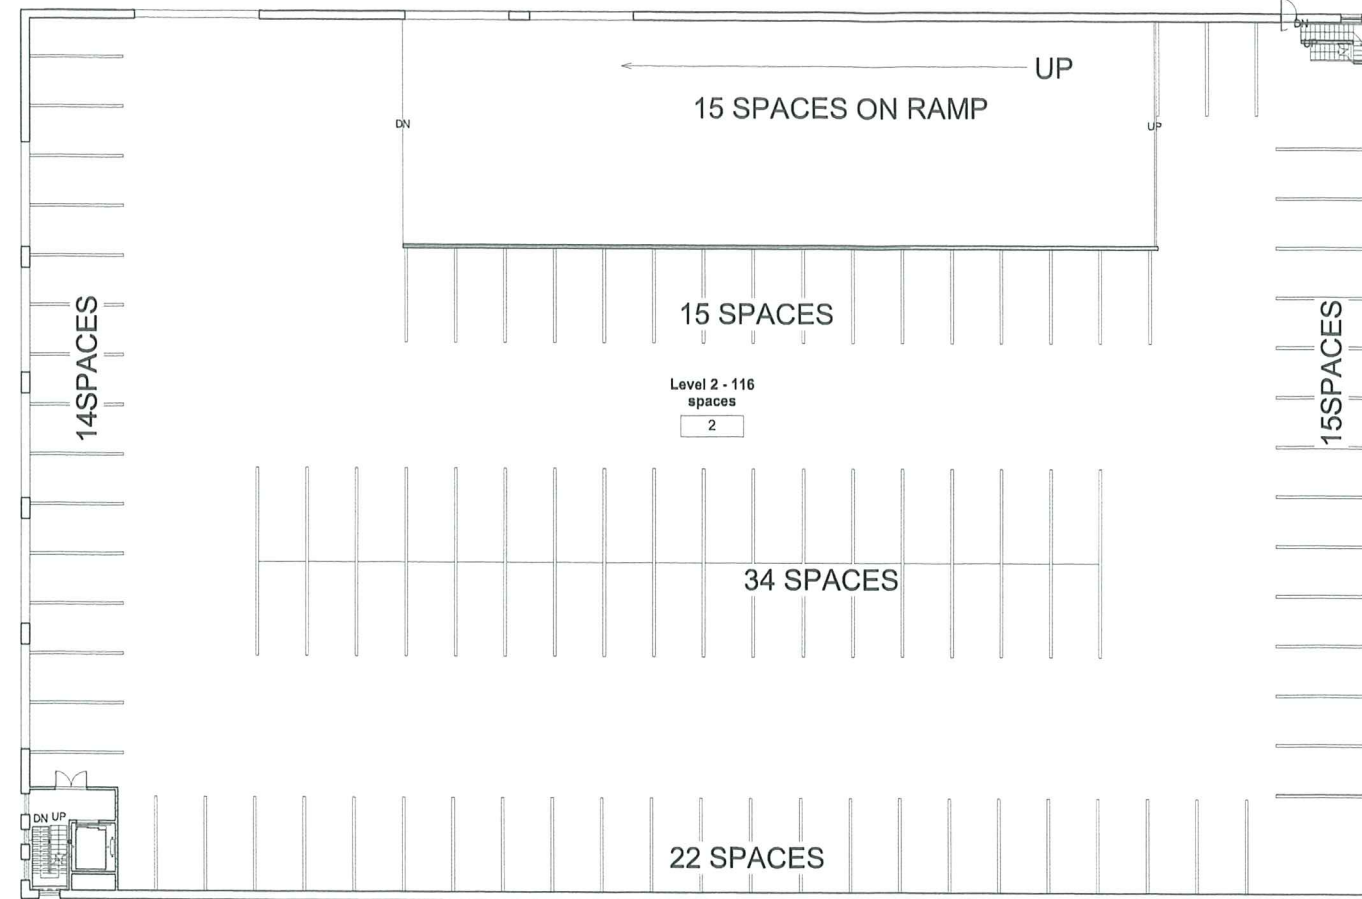 DN
UP
UP
15 SPACES ON RAMP
DN
UP
15 SPACES
14SPACES
15SPACES
Level 2 - 116
spaces
2
34 SPACES
DN UP
22 SPACES